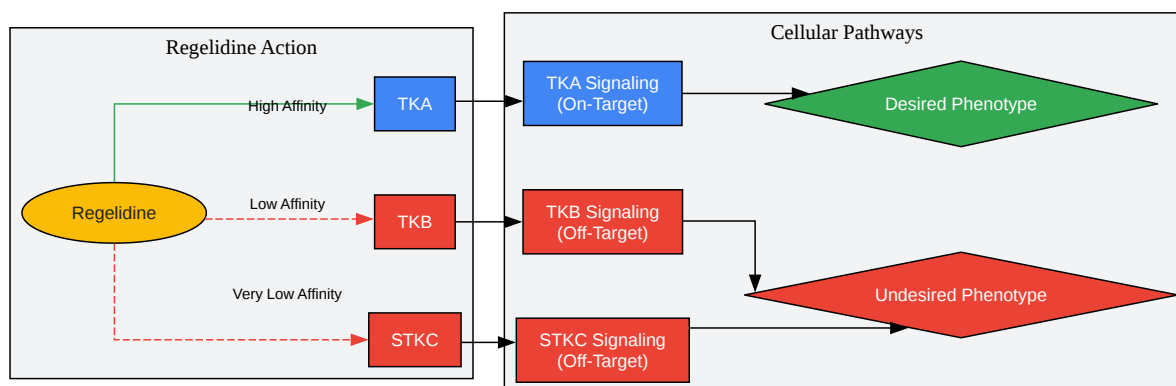 Regelidine Action
Cellular Pathways
High Affinity
TKA
TKA Signaling
(On-Target)
Desired Phenotype
Regelidine
Low Affinity
TKB
TKB Signaling
(Off-Target)
Very Low Affinity
Undesired Phenotype
STKC
STKC Signaling
(Off-Target)